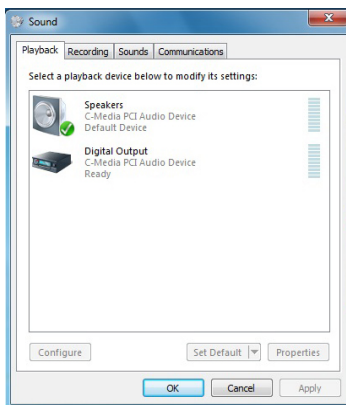 Sound
Playback Recording Sounds Communications
Select a playback device below to modify its settings:
Speakers
C-Media PCI Audio Device
Default Device
Digital Output
C-Media PCI Audio Device
Ready
Configure Set Default Properties
OK Cancel Apply